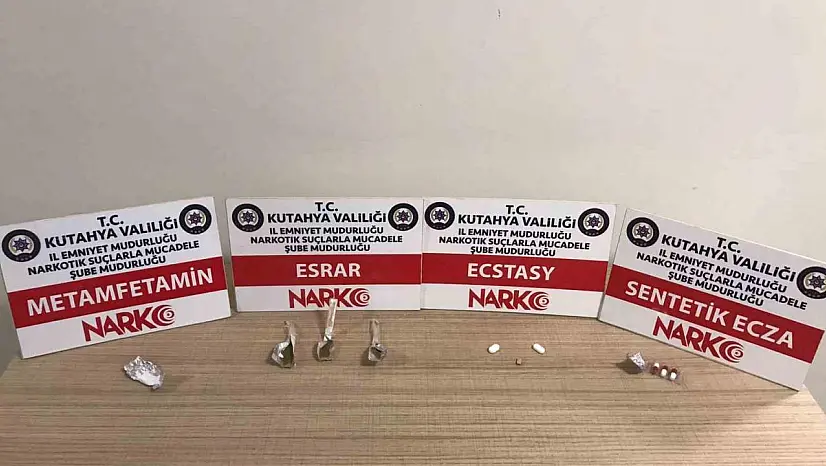 T.C.
KUTAHYA VALİLİĞİ
IL EMNIYET MUDURLUĞU
NARKOTIK SUÇLARLA MUCADELE
ŞUBE MUDURLUĞU
METAMFETAMİN
NARKO
T.C.
KUTAHYA VALİLİĞİ
IL EMNIYET MUDURLUĞU
NARKOTIK SUÇLARLA MUCADELE
ŞUBE MUDURLUĞU
ESRAR
NARKO
T.C.
KUTAHYA VALİLİĞİ
IL EMNIYET MUDURLUĞU
NARKOTIK SUÇLARLA MUCADELE
ŞUBE MUDURLUĞU
ECSTASY
NARKO
T.C.
KUTAHYA VALİLİĞİ
IL EMNIYET MUDURLUĞU
NARKOTIK SUÇLARLA MUCADELE
ŞUBE MUDURLUĞU
SENTETİK ECZA
NARKO